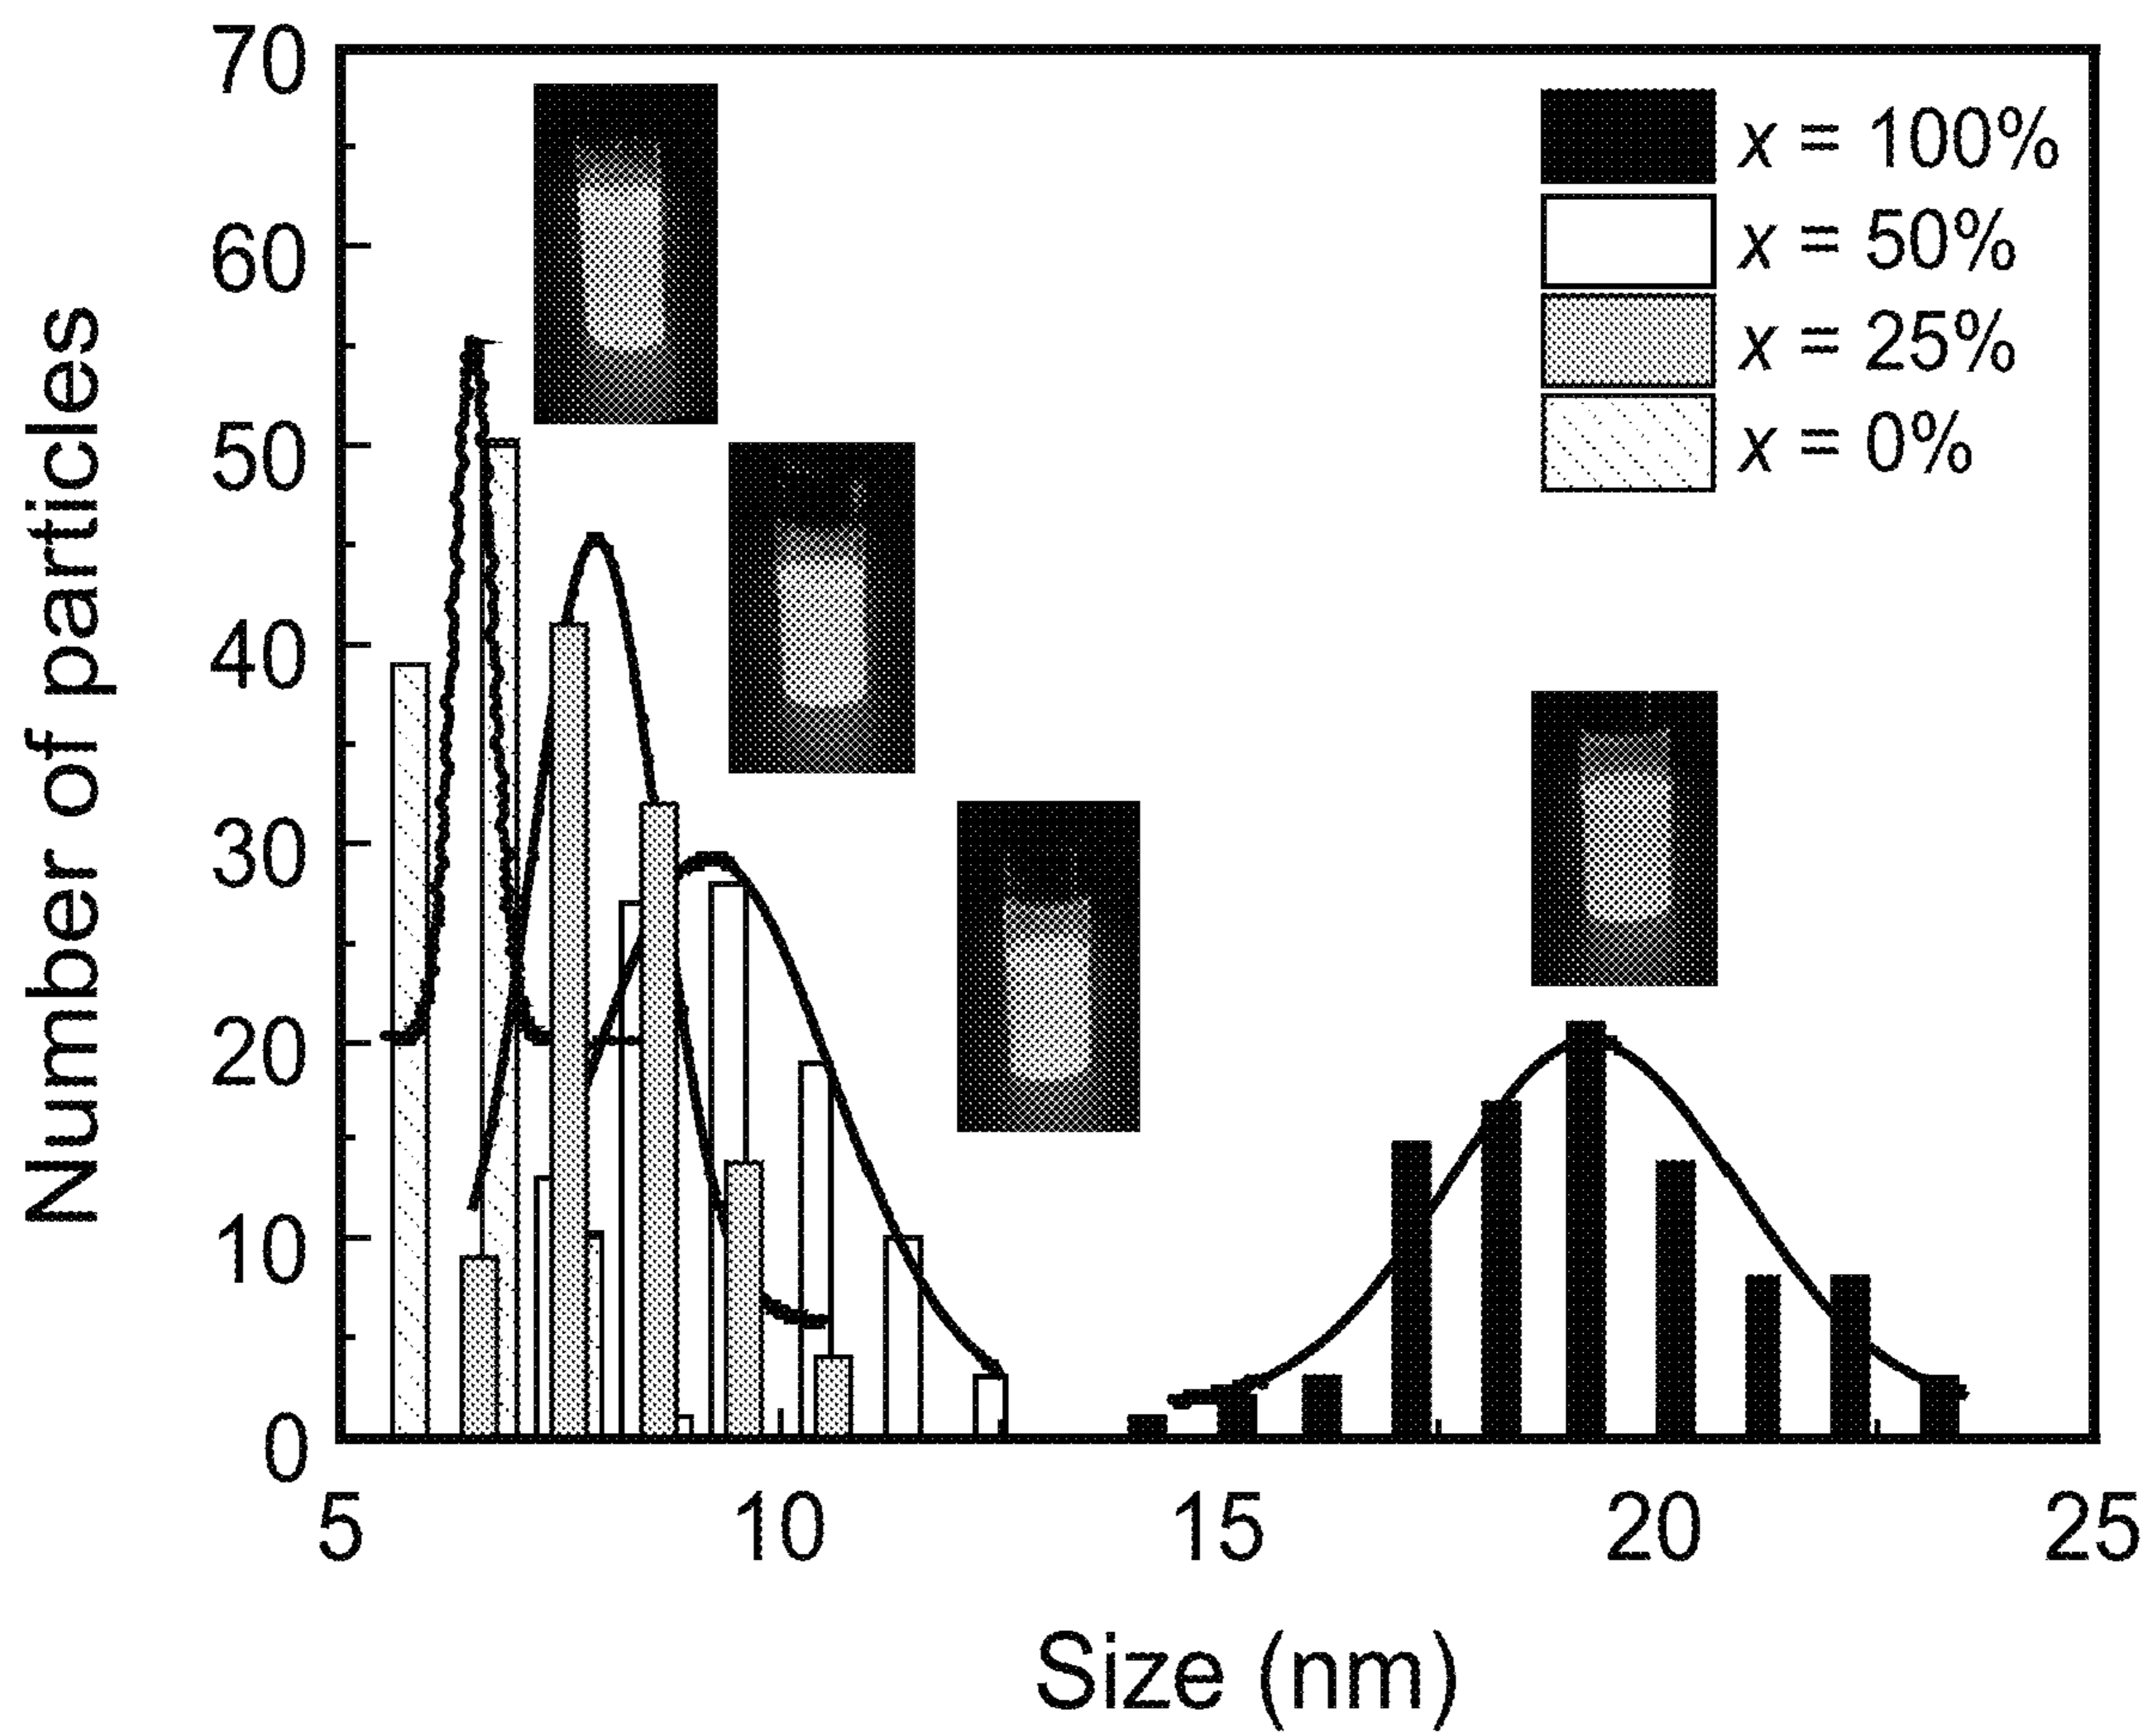 Number of particles
70
60
50
40
30
20
10
0
x = 100%
x = 50%
x = 25%
x = 0%
5 10 15 20 25
Size (nm)